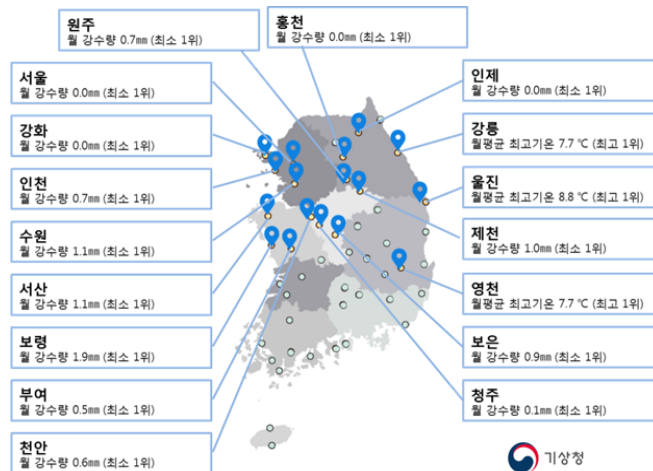 원주
월 강수량 0.7㎜ (최소 1위)
홍천
월 강수량 0.0㎜ (최소 1위)
서울
월 강수량 0.0㎜ (최소 1위)
강화
월 강수량 0.0㎜ (최소 1위)
인천
월 강수량 0.7㎜ (최소 1위)
수원
월 강수량 1.1㎜ (최소 1위)
서산
월 강수량 1.1㎜ (최소 1위)
보령
월 강수량 1.9㎜ (최소 1위)
부여
월 강수량 0.5㎜ (최소 1위)
천안
월 강수량 0.6㎜ (최소 1위)
인제
월 강수량 0.0㎜ (최소 1위)
강릉
월평균 최고기온 7.7 ℃ (최고 1위)
울진
월평균 최고기온 8.8 ℃ (최고 1위)
제천
월 강수량 1.0㎜ (최소 1위)
영천
월평균 최고기온 7.7 ℃ (최고 1위)
보은
월 강수량 0.9㎜ (최소 1위)
청주
월 강수량 0.1㎜ (최소 1위)
기상청